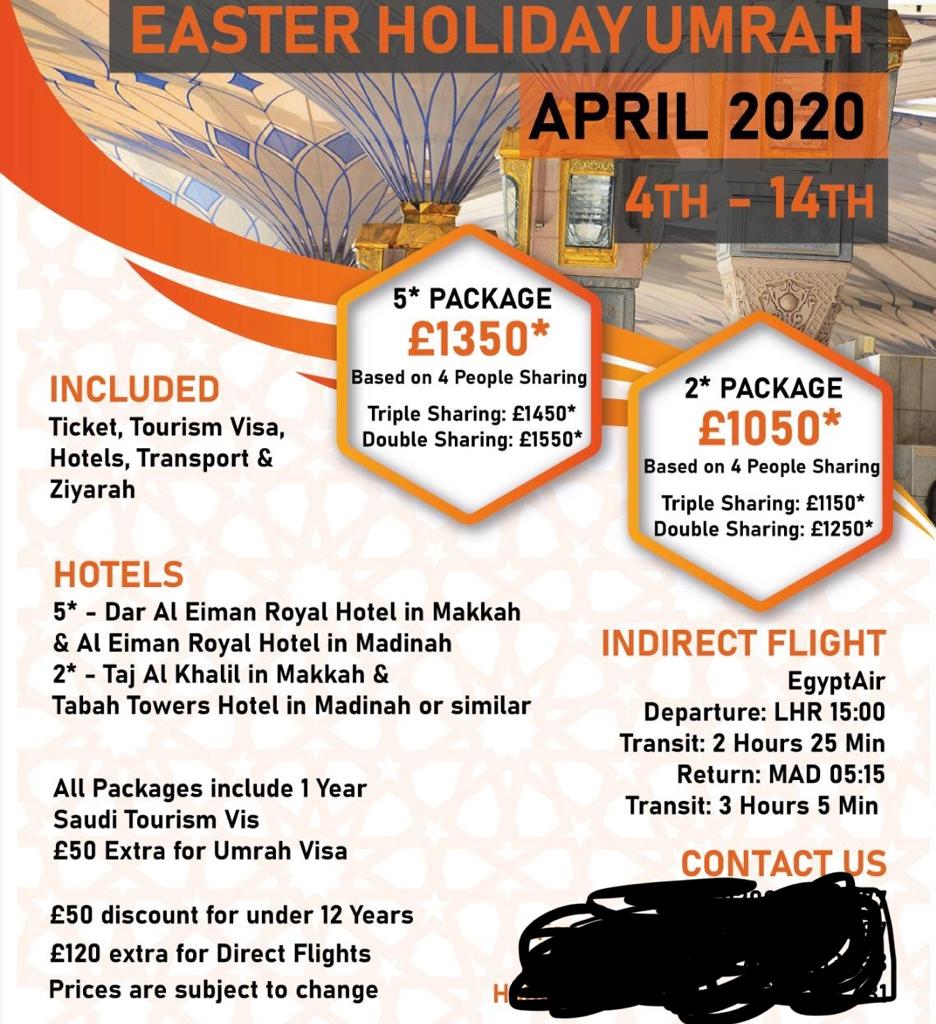 EASTER HOLIDAY UMRAH
APRIL 2020
4TH - 14TH
5* PACKAGE
£1350*
Based on 4 People Sharing
Triple Sharing: £1450*
Double Sharing: £1550*
2* PACKAGE
£1050*
Based on 4 People Sharing
Triple Sharing: £1150*
Double Sharing: £1250*
INCLUDED
Ticket, Tourism Visa,
Hotels, Transport &
Ziyarah
HOTELS
5* - Dar Al Eiman Royal Hotel in Makkah
& Al Eiman Royal Hotel in Madinah
2* - Taj Al Khalil in Makkah &
Tabah Towers Hotel in Madinah or similar
All Packages include 1 Year
Saudi Tourism Vis
£50 Extra for Umrah Visa
£50 discount for under 12 Years
£120 extra for Direct Flights
Prices are subject to change
INDIRECT FLIGHT
EgyptAir
Departure: LHR 15:00
Transit: 2 Hours 25 Min
Return: MAD 05:15
Transit: 3 Hours 5 Min
CONTACT US